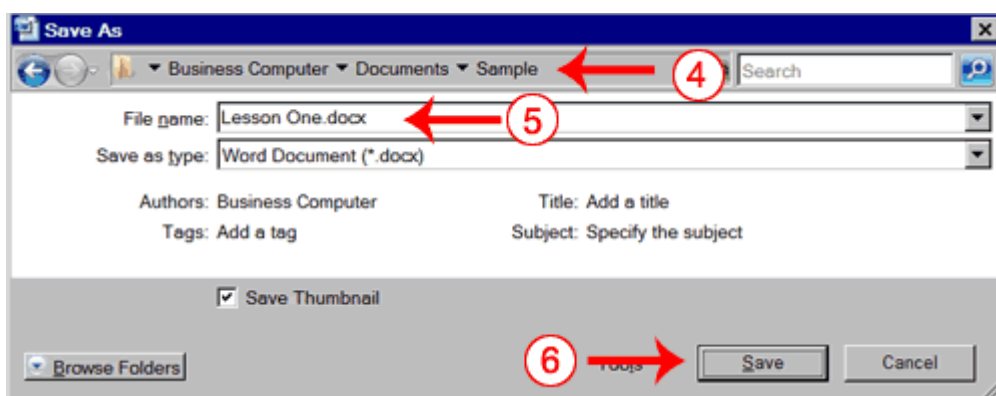 Save As
Business Computer Documents Sample 4 Search
File name: Lesson One.docx 5
Save as type: Word Document (*.docx)
Authors: Business Computer Title: Add a title
Tags: Add a tag Subject: Specify the subject
Save Thumbnail
Browse Folders 6 Tools Save Cancel